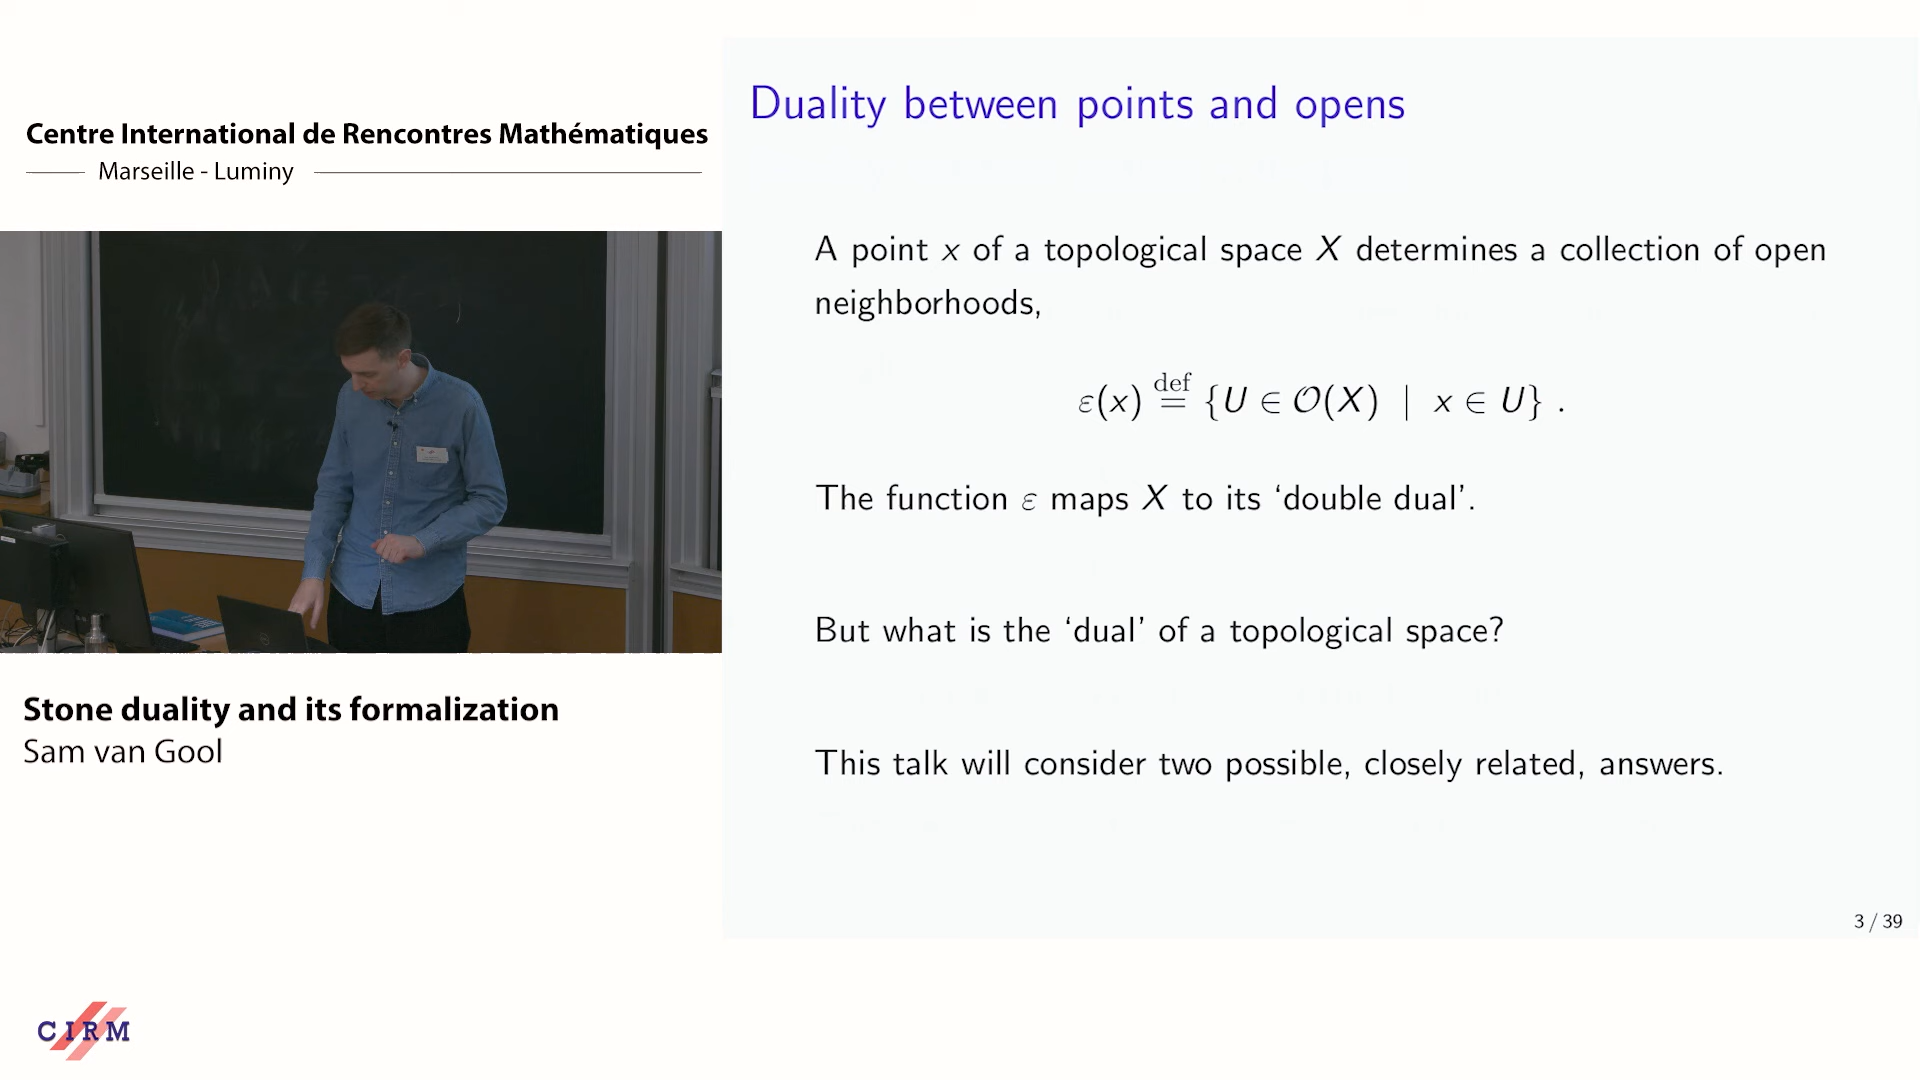 Centre International de Rencontres Mathématiques
Marseille - Luminy
Stone duality and its formalization
Sam van Gool
CIRM
Duality between points and opens
A point x of a topological space X determines a collection of open
neighborhoods,
ε(x) def= {U ∈ 𝒪(X) | x ∈ U} .
The function ε maps X to its ‘double dual’.
But what is the ‘dual’ of a topological space?
This talk will consider two possible, closely related, answers.
3 / 39